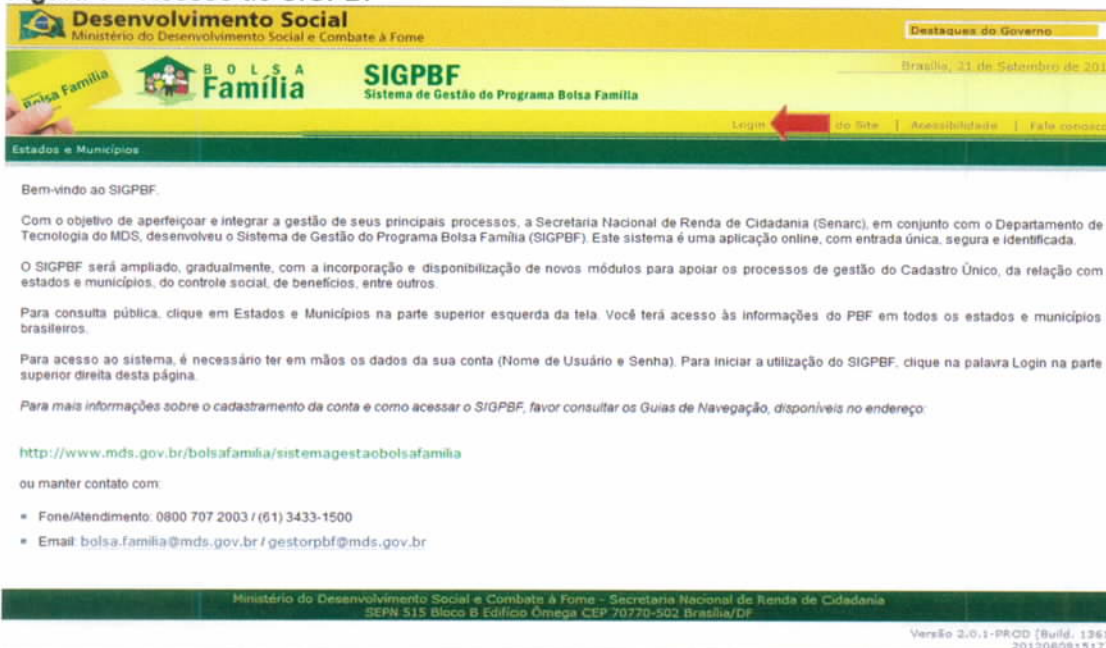 Desenvolvimento Social
Ministério do Desenvolvimento Social e Combate à Fome
Destaques do Governo
Bolsa Família
BOLSA
Família
SIGPBF
Sistema de Gestão do Programa Bolsa Família
Brasília, 21 de Setembro de 201
Login do Site | Acessibilidade | Fale conosco
Estados e Municípios
Bem-vindo ao SIGPBF.
Com o objetivo de aperfeiçoar e integrar a gestão de seus principais processos, a Secretaria Nacional de Renda de Cidadania (Senarc), em conjunto com o Departamento de
Tecnologia do MDS, desenvolveu o Sistema de Gestão do Programa Bolsa Família (SIGPBF). Este sistema é uma aplicação online, com entrada única, segura e identificada.
O SIGPBF será ampliado, gradualmente, com a incorporação e disponibilização de novos módulos para apoiar os processos de gestão do Cadastro Único, da relação com
estados e municípios, do controle social, de benefícios, entre outros.
Para consulta pública, clique em Estados e Municípios na parte superior esquerda da tela. Você terá acesso às informações do PBF em todos os estados e municípios
brasileiros.
Para acesso ao sistema, é necessário ter em mãos os dados da sua conta (Nome de Usuário e Senha). Para iniciar a utilização do SIGPBF, clique na palavra Login na parte
superior direita desta página.
Para mais informações sobre o cadastramento da conta e como acessar o SIGPBF, favor consultar os Guias de Navegação, disponíveis no endereço:
http://www.mds.gov.br/bolsafamilia/sistemagestaobolsafamilia
ou manter contato com:
Fone/Atendimento: 0800 707 2003 / (61) 3433-1500
Email: bolsa.familia@mds.gov.br / gestorpbf@mds.gov.br
Ministério do Desenvolvimento Social e Combate à Fome - Secretaria Nacional de Renda de Cidadania
SEPN 515 Bloco B Edifício Ômega CEP 70770-502 Brasília/DF
Versão 2.0.1-PROD [Build. 136